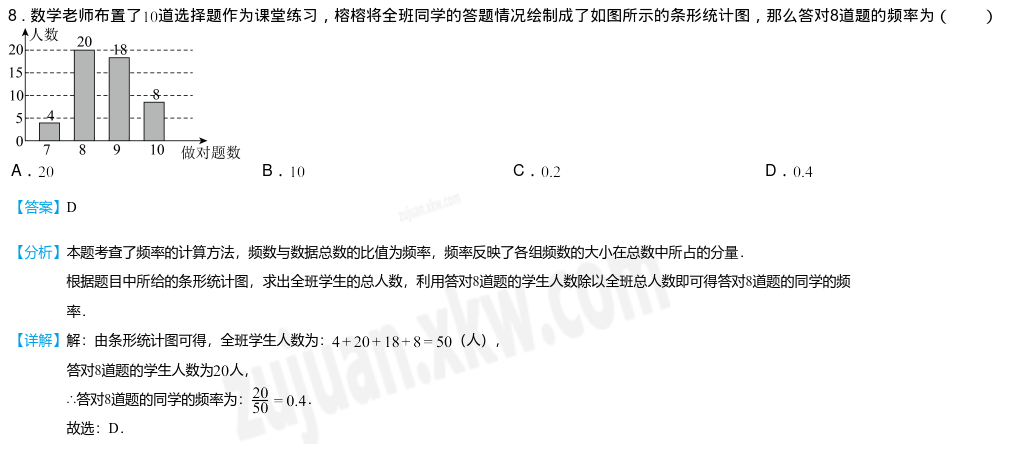 8．数学老师布置了10道选择题作为课堂练习，榕榕将全班同学的答题情况绘制成了如图所示的条形统计图，那么答对8道题的频率为（　　）
人数
20
15
10
5
0
4
20
18
8
7 8 9 10 做对题数
A．20 B．10 C．0.2 D．0.4
【答案】D
zujuan.xkw.com
【分析】本题考查了频率的计算方法，频数与数据总数的比值为频率，频率反映了各组频数的大小在总数中所占的分量．
根据题目中所给的条形统计图，求出全班学生的总人数，利用答对8道题的学生人数除以全班总人数即可得答对8道题的同学的频
率．
【详解】解：由条形统计图可得，全班学生人数为：4+20+18+8=50（人），
答对8道题的学生人数为20人，
∴答对8道题的同学的频率为：20/50=0.4．
故选：D．
zujuan.xkw.com